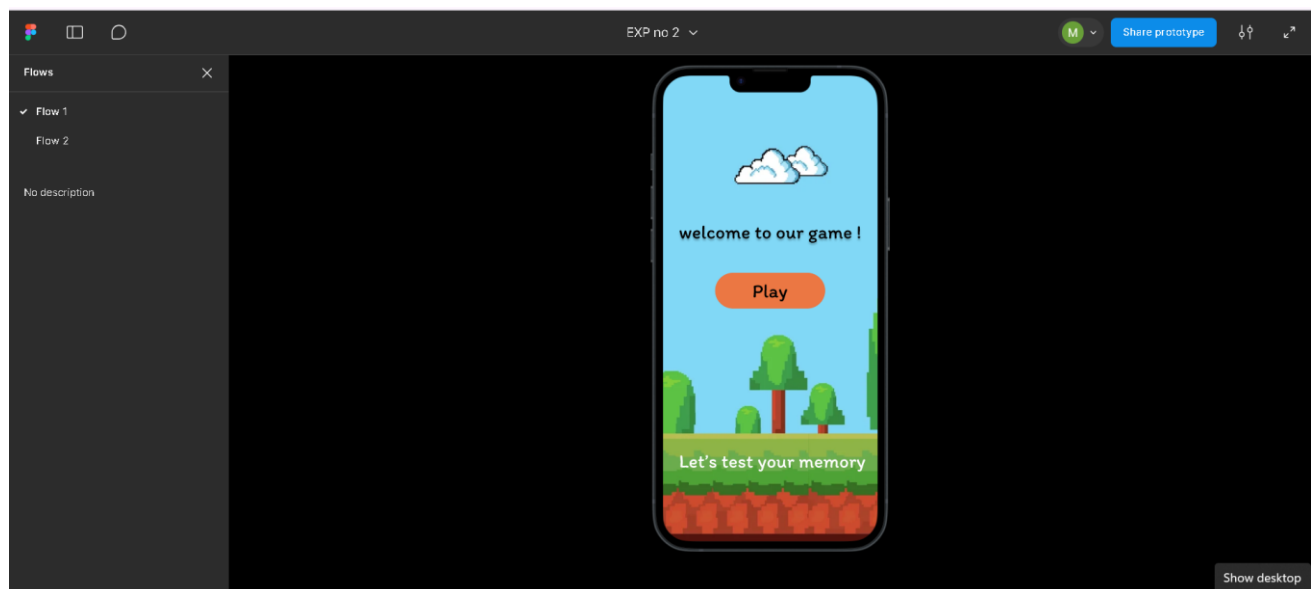 EXP no 2
M
Share prototype
Flows
Flow 1
Flow 2
No description
welcome to our game !
Play
Let's test your memory
Show desktop